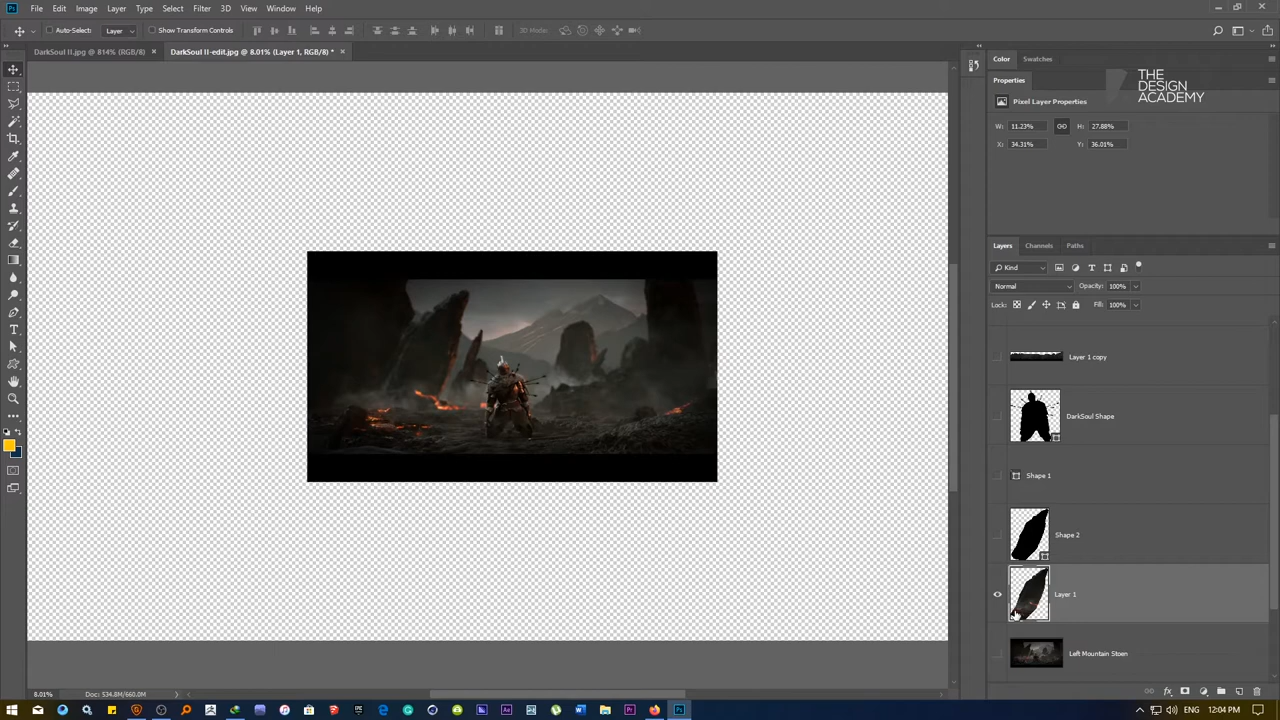 Ps File Edit Image Layer Type Select Filter 3D View Window Help
Auto-Select: Layer Show Transform Controls 3D Mode:
DarkSoul II.jpg @ 814% (RGB/8) × DarkSoul II-edit.jpg @ 8.01% (Layer 1, RGB/8) * ×
Color Swatches
Properties
THE
DESIGN
ACADEMY
Pixel Layer Properties
W: 11.23% H: 27.88%
X: 34.31% Y: 36.01%
Layers Channels Paths
Kind
Normal Opacity: 100%
Lock: Fill: 100%
Layer 1 copy
DarkSoul Shape
Shape 1
Shape 2
Layer 1
Left Mountain Stoen
8.01% Doc: 534.8M/660.0M
12:04 PM